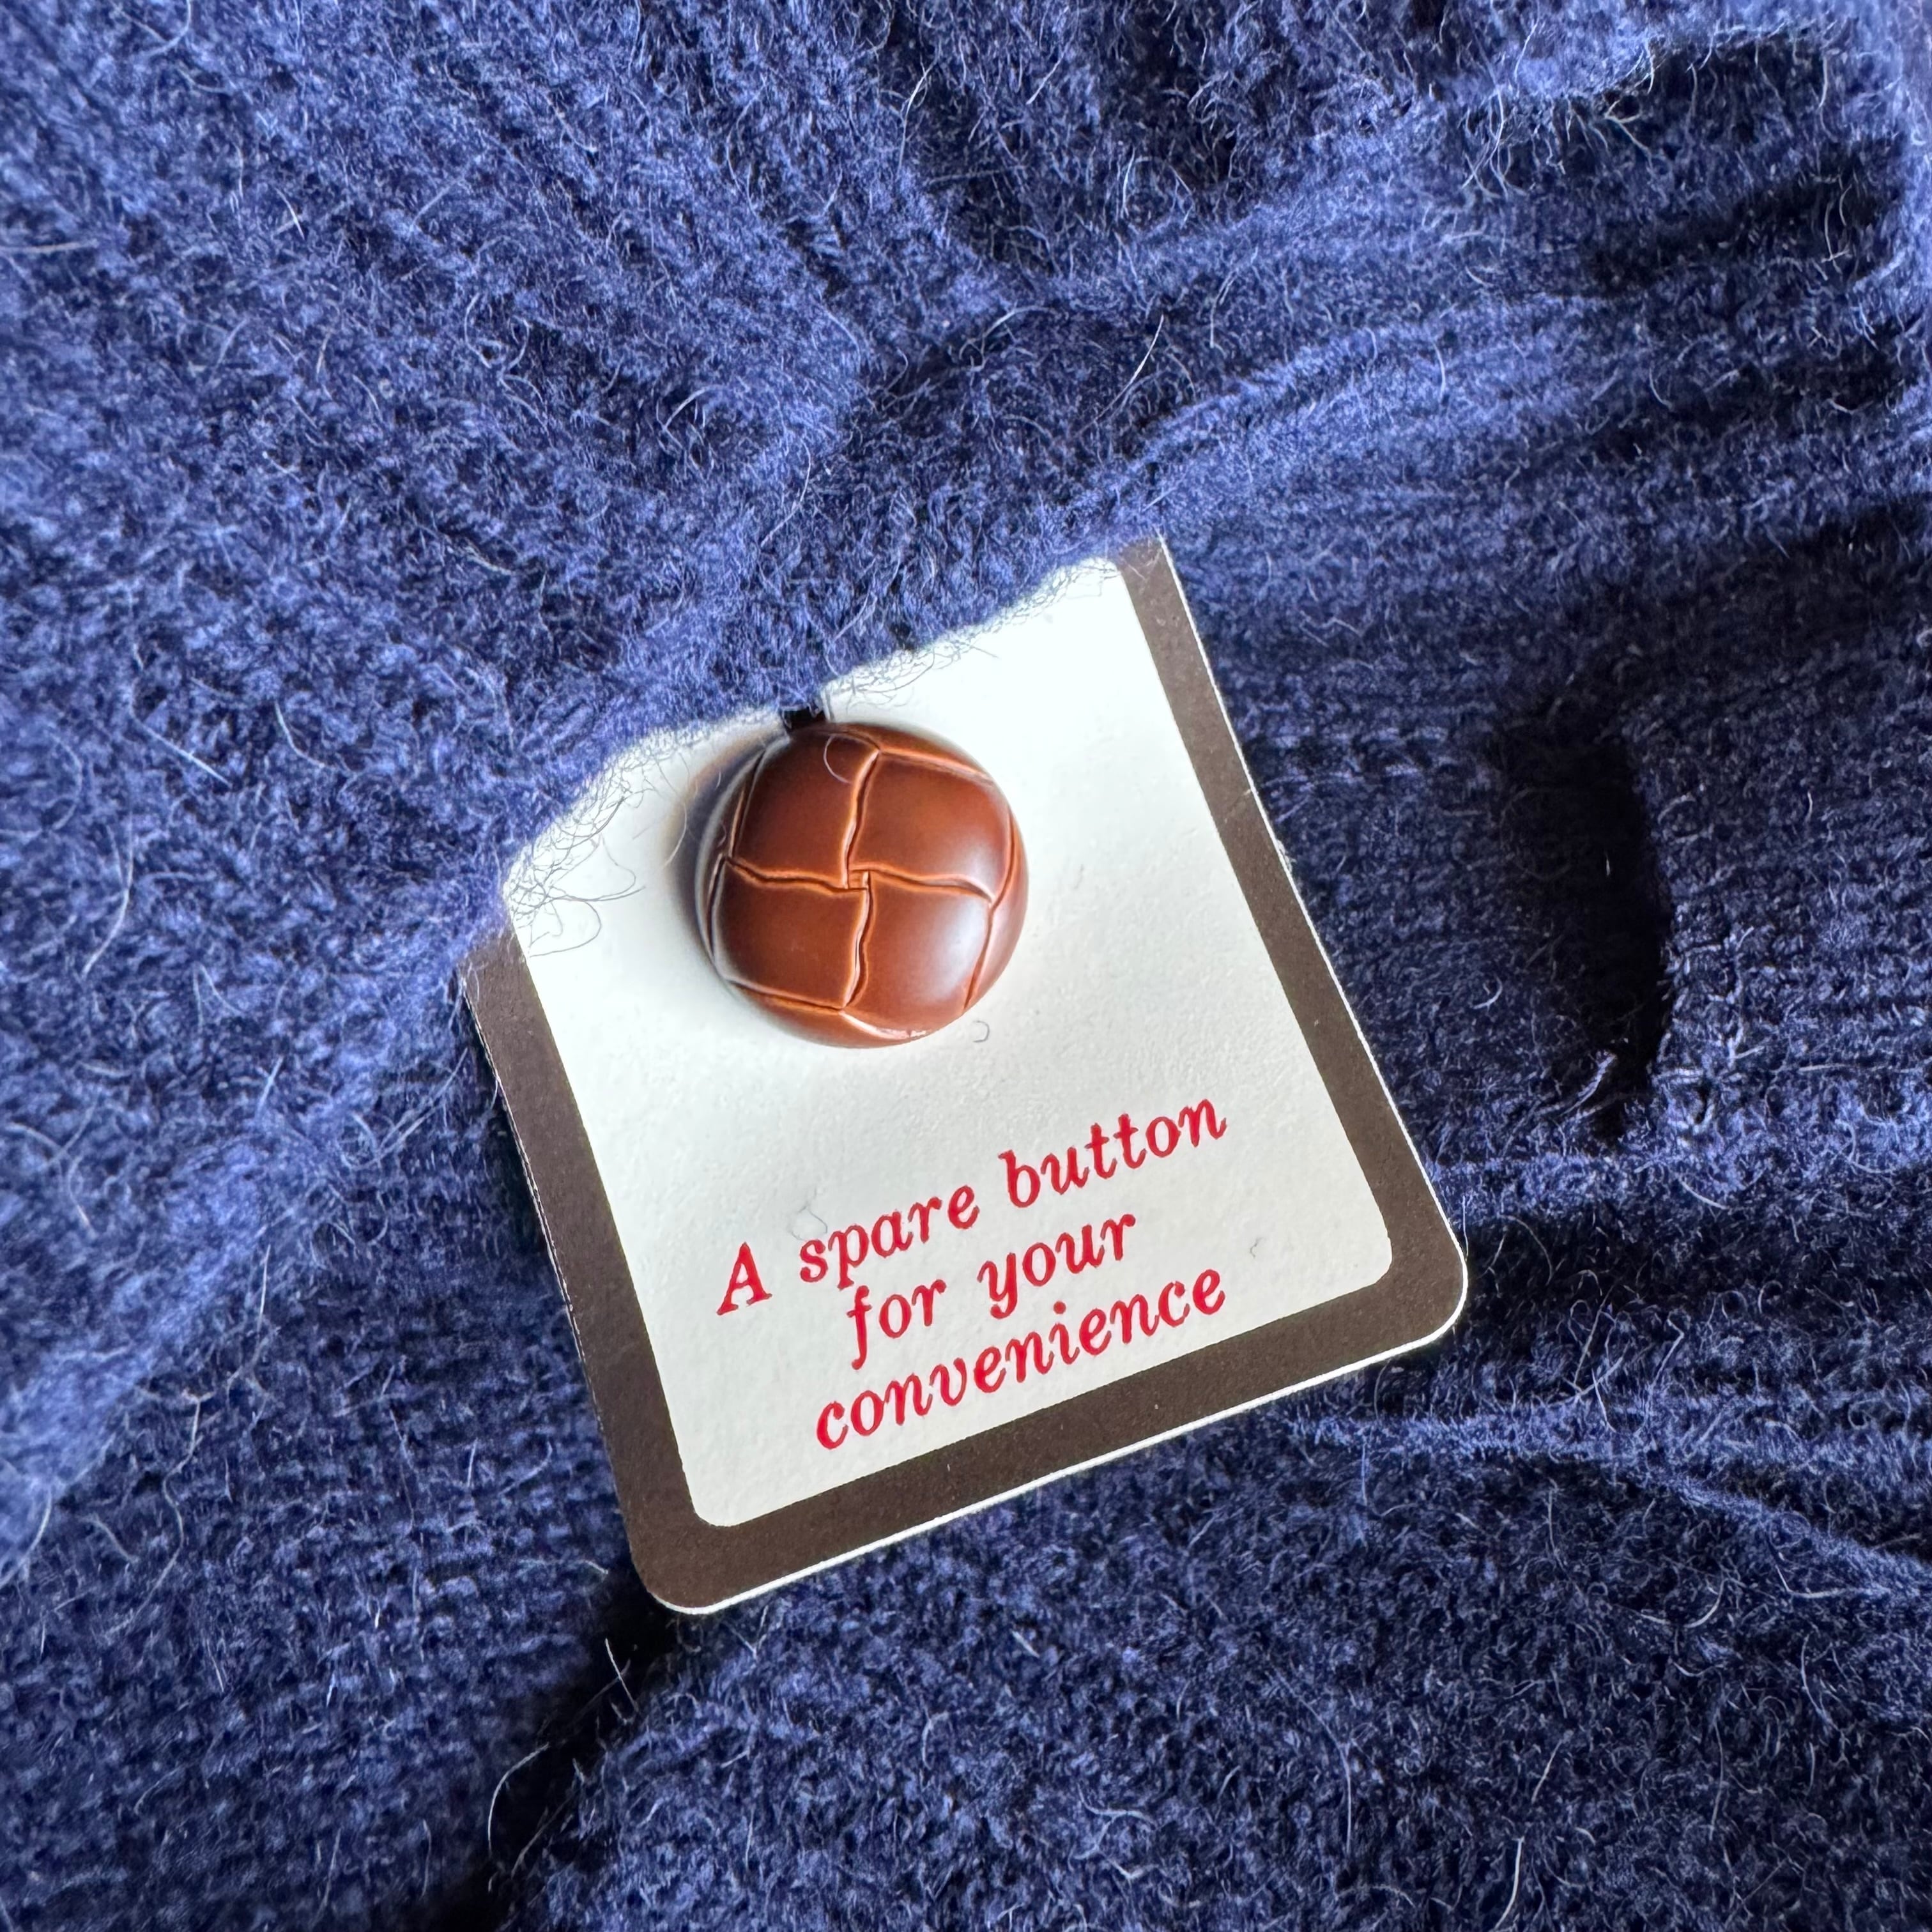 A spare button
for your
convenience